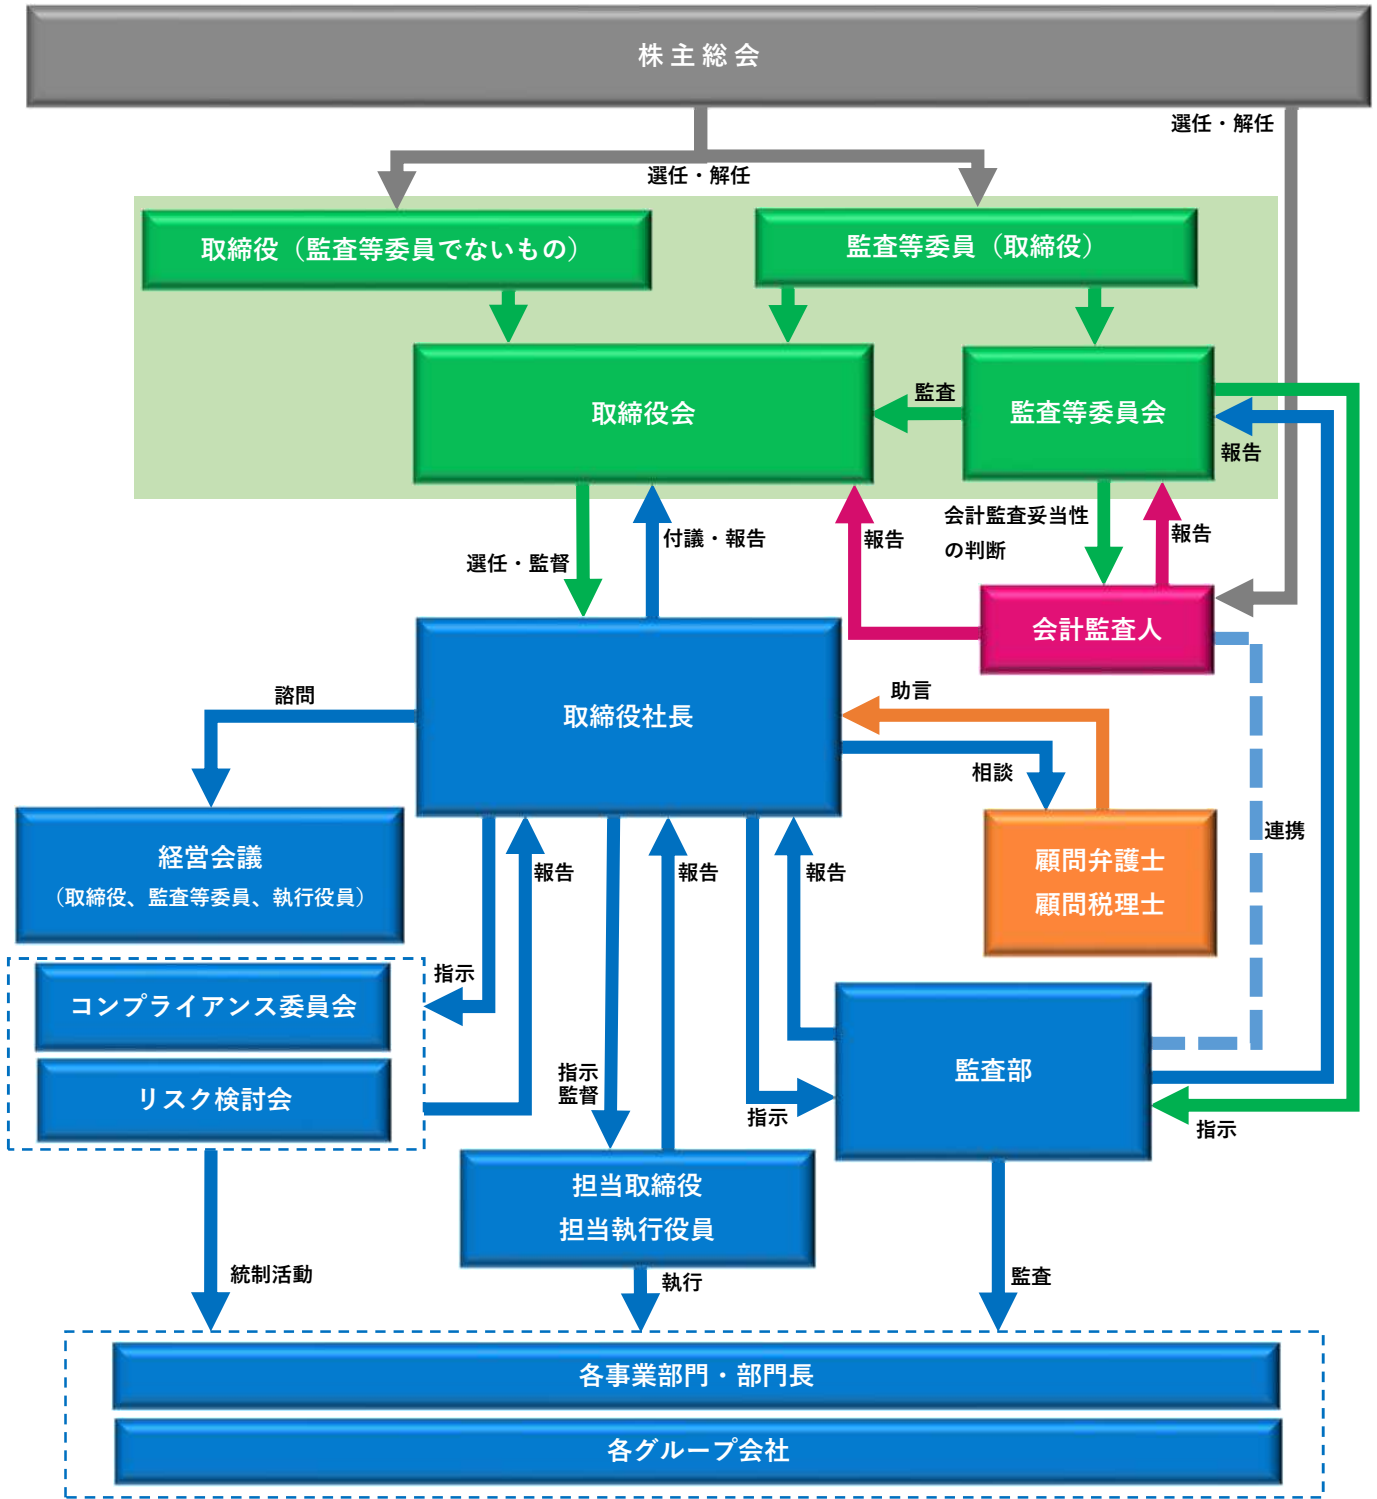 株主総会
選任・解任
選任・解任
取締役（監査等委員でないもの）
監査等委員（取締役）
取締役会
監査
監査等委員会
報告
選任・監督
付議・報告
報告
会計監査妥当性
の判断
報告
会計監査人
諮問
取締役社長
助言
相談
連携
経営会議
（取締役、監査等委員、執行役員）
顧問弁護士
顧問税理士
報告
報告
報告
指示
コンプライアンス委員会
リスク検討会
指示
監督
指示
監査部
指示
担当取締役
担当執行役員
統制活動
執行
監査
各事業部門・部門長
各グループ会社